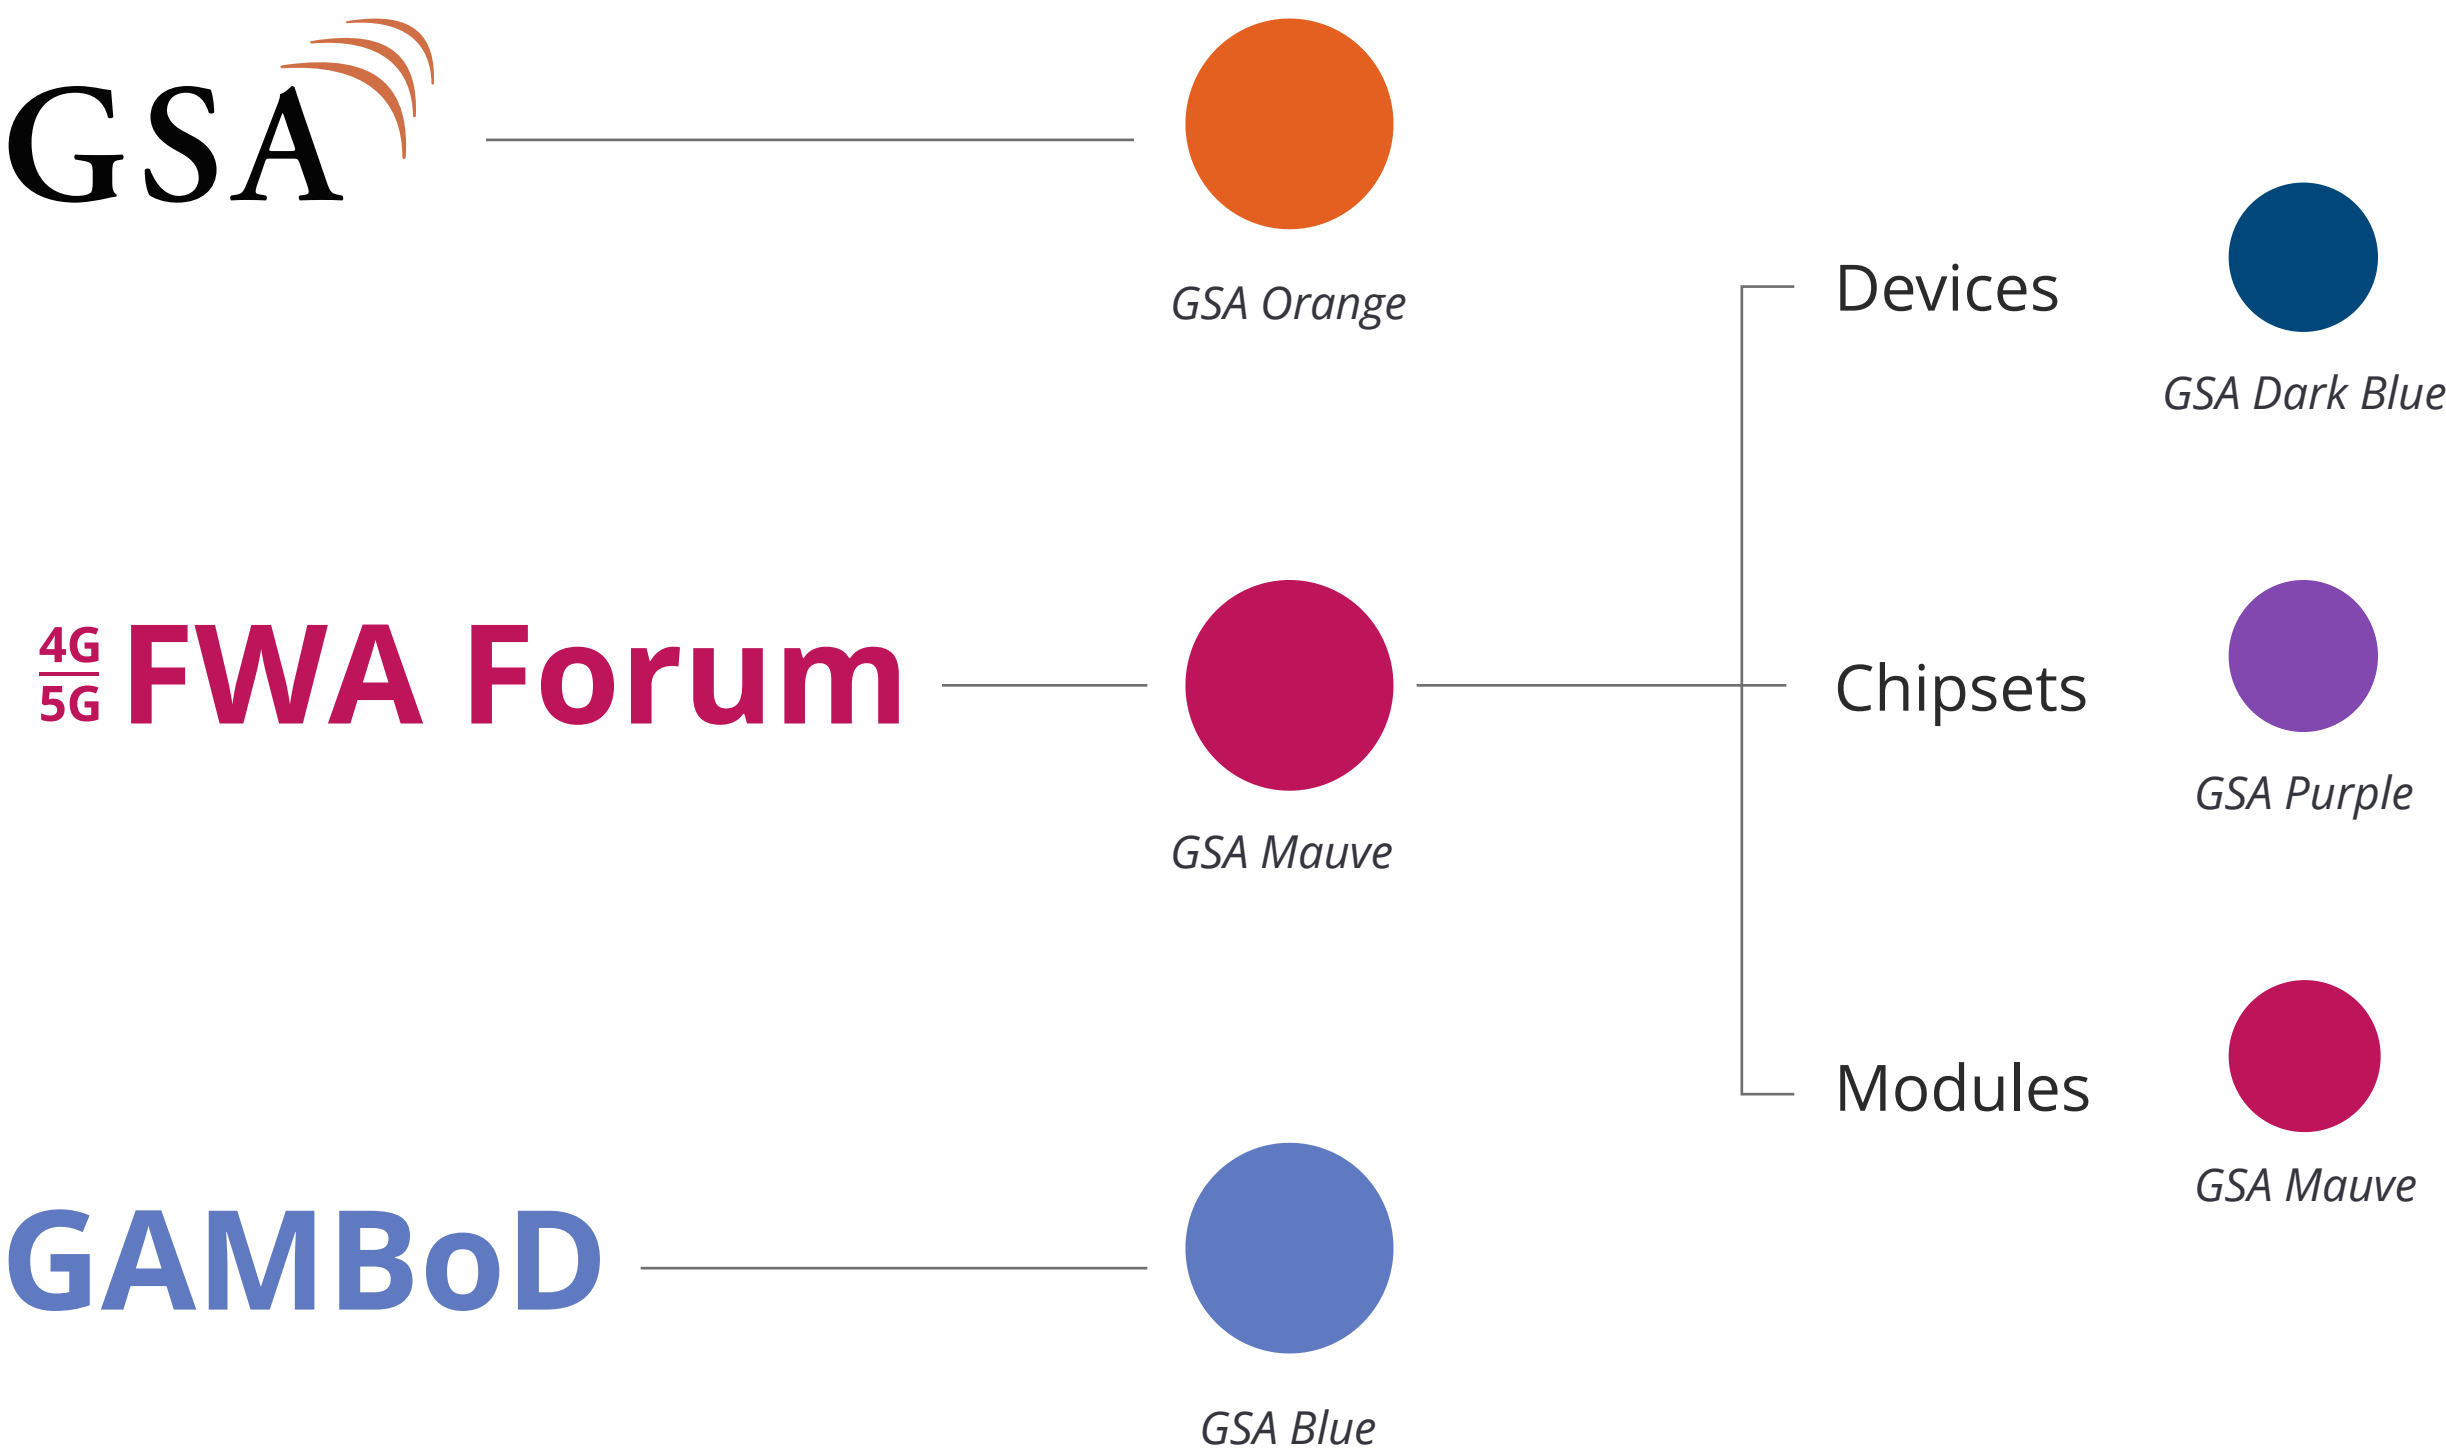 GSA
GSA Orange
4G
5G
FWA Forum
GSA Mauve
GAMBoD
GSA Blue
Devices
GSA Dark Blue
Chipsets
GSA Purple
Modules
GSA Mauve